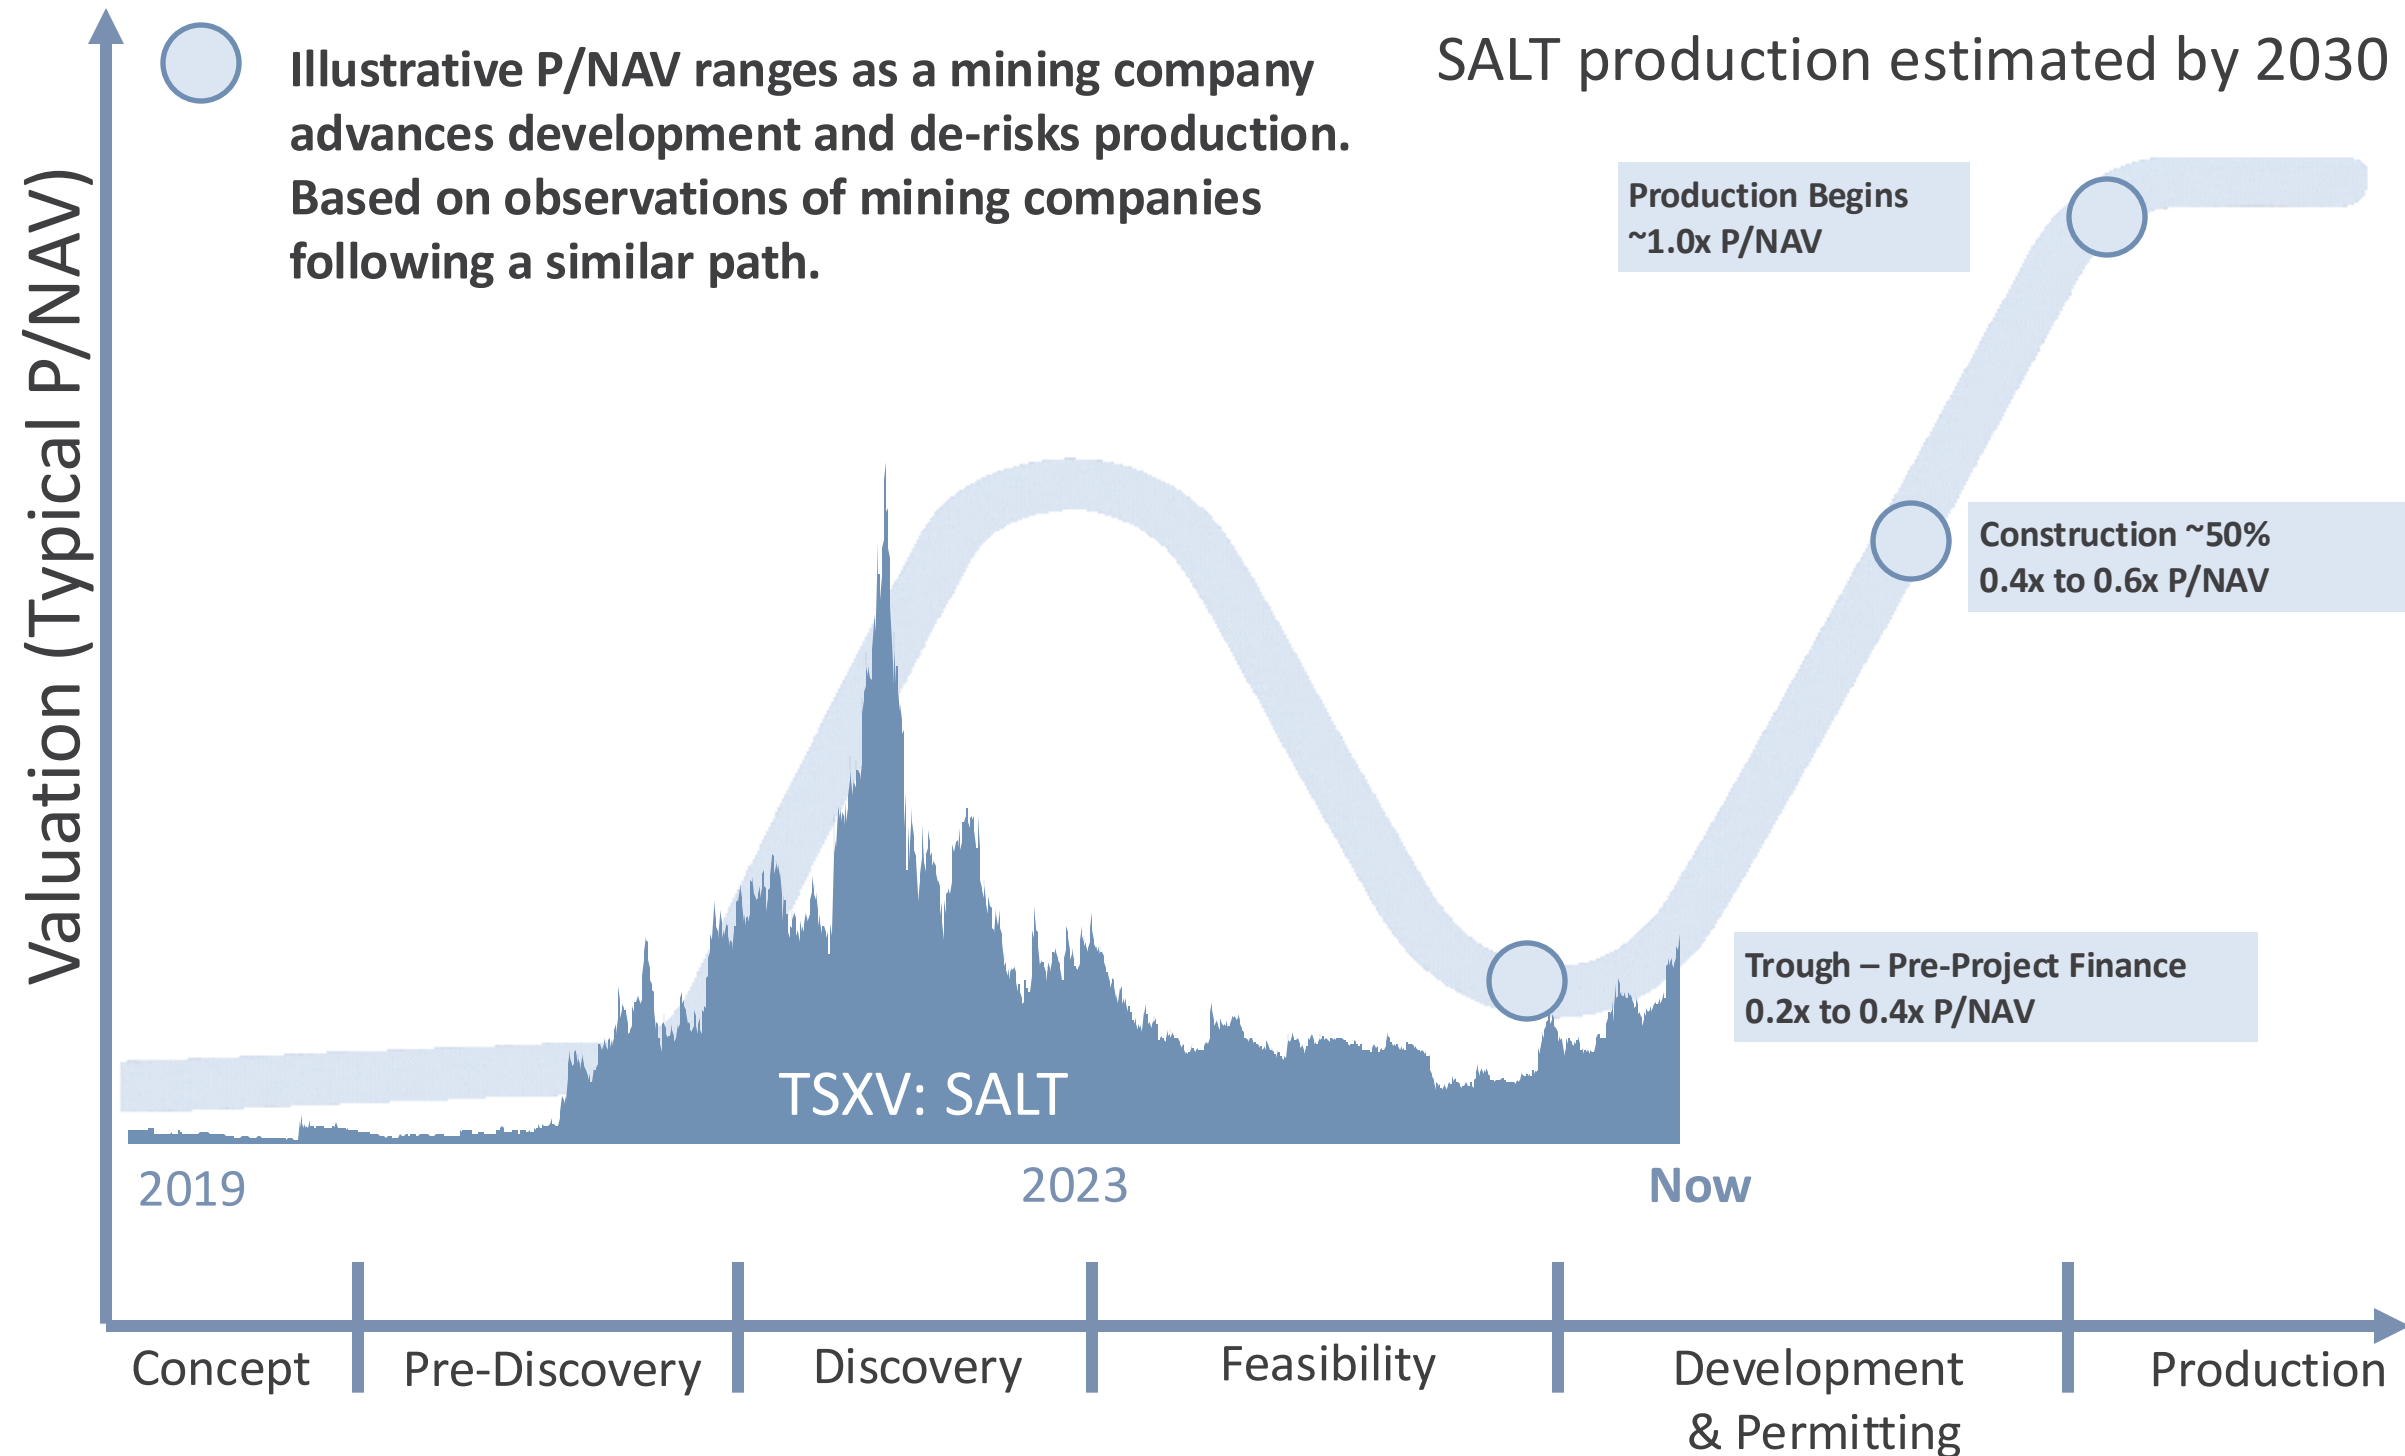 Illustrative P/NAV ranges as a mining company
advances development and de-risks production.
Based on observations of mining companies
following a similar path.
SALT production estimated by 2030
Valuation (Typical P/NAV)
Production Begins
~1.0x P/NAV
Construction ~50%
0.4x to 0.6x P/NAV
Trough – Pre-Project Finance
0.2x to 0.4x P/NAV
TSXV: SALT
2019
2023
Now
Concept
Pre-Discovery
Discovery
Feasibility
Development
& Permitting
Production